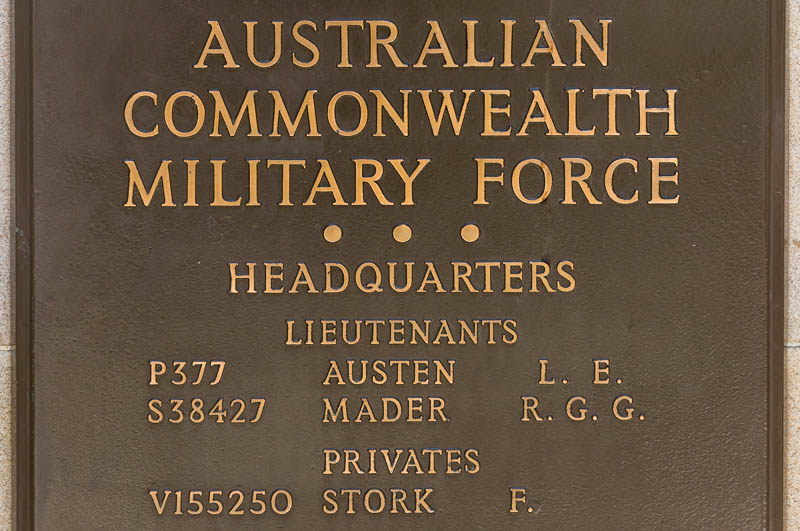 AUSTRALIAN
COMMONWEALTH
MILITARY FORCE
• • •
HEADQUARTERS
LIEUTENANTS
P377 AUSTEN L. E.
S38427 MADER R. G. G.
PRIVATES
V155250 STORK F.